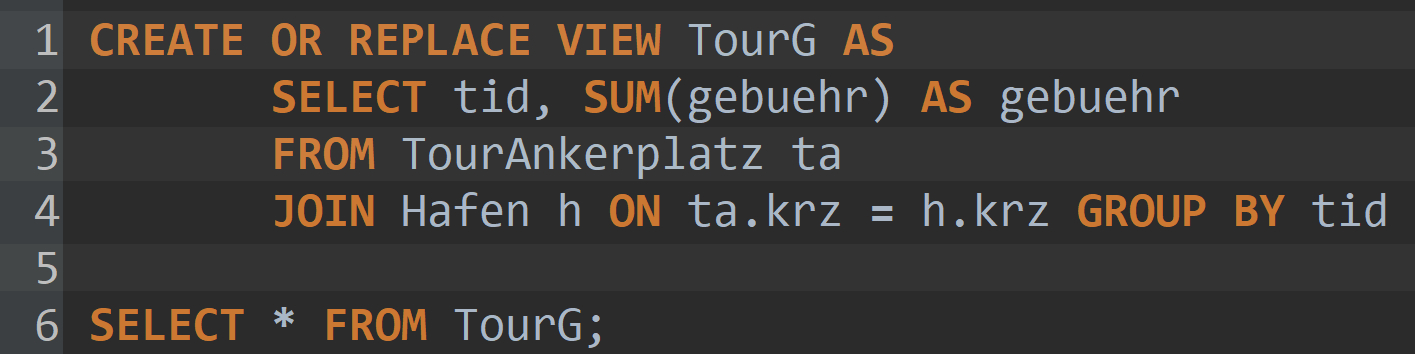 1 CREATE OR REPLACE VIEW TourG AS
2 SELECT tid, SUM(gebuehr) AS gebuehr
3 FROM TourAnkerplatz ta
4 JOIN Hafen h ON ta.krz = h.krz GROUP BY tid
5
6 SELECT * FROM TourG;